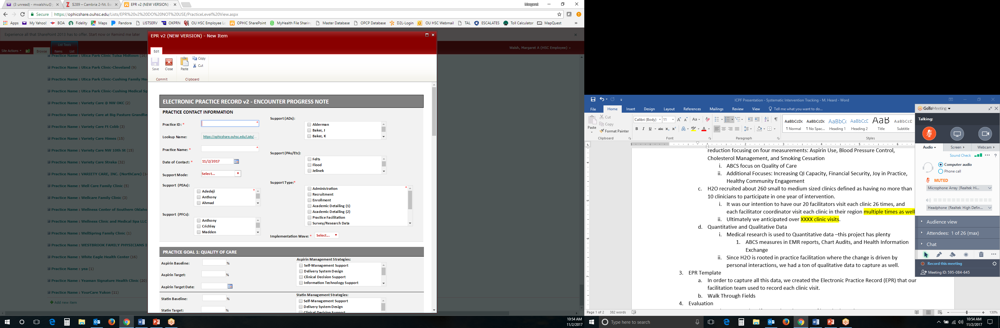 (3 unread) - mwalshiu@y
$289 – Cambria 2-Nt. Esc
EPR v2 (NEW VERSION) -
Margaret
Secure
https://ophicshare.ouhsc.edu/Lists/EPR%20v2%20DO%20NOT%20USE/PracticeLevel%20View.aspx
Apps My Yahoo! BOA Fidelity Maps Pandora LISTSERV OKPRN OU HSC Employee Lo OPHIC SharePoint MyHealth File Sharing Master Database OPCP Database D2L-Login OU HSC Webmail TAL ESCALATES Toll Calculator MapQuest »
Experience all that SharePoint 2013 has to offer. Start now or Remind me later
Site Actions
Browse
List Tools
Items List
Walsh, Margaret A (HSC Employee)
Practice Name : Utica Park Clinic Tulsa Midtown (16)
Practice Name : Utica Park Clinic-Cleveland (9)
Practice Name : Utica Park Clinic-Cushing Family Me
Practice Name : Utica Park Clinic-Cushing Medical Sp
Practice Name : Variety Care @ NW OKC (2)
Practice Name : Variety Care at Big Pasture Grandfie
Practice Name : Variety Care Ft Cobb (3)
Practice Name : Variety Care Himes (15)
Practice Name : Variety Care NW 10th St (15)
Practice Name : Variety Care Straka (32)
Practice Name : VARIETY CARE, INC. (NorthCare) (14
Practice Name : Well Care Family Clinic (5)
Practice Name : Wellcare Family Clinic (3)
Practice Name : Wellness Center of Southern Oklaho
Practice Name : Wellness Clinic and Medical Spa LLC
Practice Name : WellSpring Family Clinic (1)
Practice Name : WESTBROOK FAMILY PHYSICIANS I
Practice Name : White Eagle Health Center (16)
Practice Name : yea (1)
Practice Name : Yeaman Signature Health Clinic (20)
Practice Name : YourCare Yukon (11)
Add new item
EPR v2 (NEW VERSION) - New Item
Edit
Save
Close
Paste
Copy
Cut
Commit
Clipboard
ELECTRONIC PRACTICE RECORD v2 - ENCOUNTER PROGRESS NOTE
PRACTICE CONTACT INFORMATION
Practice ID: *
*
Lookup Name:
https://ophicshare.ouhsc.edu/Lists/...
Practice Name: *
*
Date of Contact: *
11/2/2017
Support Mode:
Select...
Support (PEAs):
Adedeji
Anthony
Ahmad
*
Support (PFCs):
Anthony
Crichley
Madden
Support (ADs):
Alderman
Baker, J
Baker, K
Support (PAs/Etc):
Felts
Flood
Jelinek
Support Type:*
Administration
Recruitment
Enrollment
Academic Detailing (1)
Academic Detailing (2)
Practice Facilitation
Survey/Research Data
*
Implementation Wave: *
Select...
PRACTICE GOAL 1: QUALITY OF CARE
Aspirin Baseline: %
Aspirin Target: %
Aspirin Target Date:
Aspirin Management Strategies:
Self-Management Support
Delivery System Design
Clinical Decision Support
Information Technology Support
Statin Baseline: %
Statin Target: %
Statin Management Strategies:
Self-Management Support
Delivery System Design
Clinical Decision Support
10:54 AM
11/2/2017
ICPF Presentation - Systematic Intervention Tracking - M. Heard - Word
File Home Insert Design Layout References Mailings Review View Tell me what you want to do...
Paste
Cut
Copy
Format Painter
Clipboard
Calibri (Body) 11
Font
Paragraph
AaBbCcDc AaBbCcDc AaBbCc AaBbCcC AaB AaBbCcC
¶ Normal ¶ No Spac... Heading 1 Heading 2 Title Subtitle
Styles
reduction focusing on four measurements: Aspirin Use, Blood Pressure Control,
Cholesterol Management, and Smoking Cessation
i. ABCS focus on Quality of Care
ii. Additional Focuses: Increasing QI Capacity, Financial Security, Joy in Practice,
Healthy Community Engagement
c. H2O recruited about 260 small to medium sized clinics defined as having no more than
10 clinicians to participate in one year of intervention.
i. It was our intention to have our 20 facilitators visit each clinic 26 times, and
each facilitator coordinator visit each clinic in their region multiple times as well
ii. Ultimately we anticipated over XXXX clinic visits.
d. Quantitative and Qualitative Data
i. Medical research is used to Quantitative data –this project has plenty
1. ABCS measures in EMR reports, Chart Audits, and Health Information
Exchange
ii. Since H2O is rooted in practice facilitation where the change is driven by
personal interactions, we had a ton of qualitative data to capture as well.
3. EPR Template
a. In order to capture all this data, we created the Electronic Practice Record (EPR) that our
facilitation team used to record each clinic visit.
b. Walk Through Fields
4. Evaluation
Page 1 of 2 382 words
130%
GoToMeeting
Talking:
Audio Screen Webcam
Sound Check
Computer audio
Phone call
MUTED
Microphone Array (Realtek Hi...
Headphone (Realtek High Defin...
Audience view
Attendees: 1 of 26 (max)
Chat
Record this meeting
Meeting ID: 595-084-645
Type here to search
10:54 AM
11/2/2017